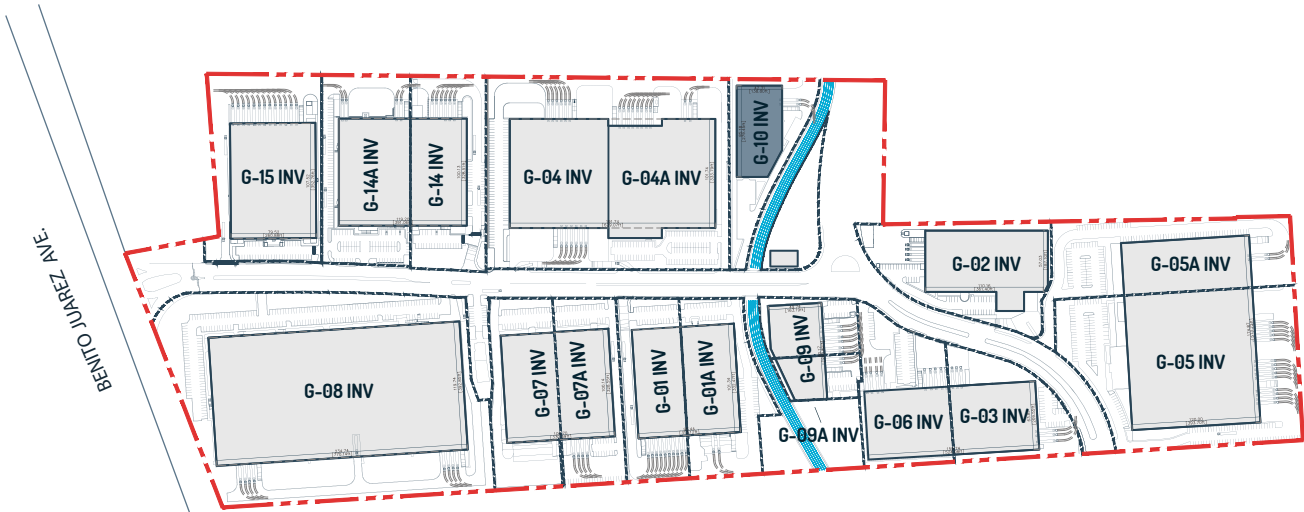 BENITO JUAREZ AVE.
G-15 INV
G-14A INV
G-14 INV
G-04 INV
G-04A INV
G-10 INV
G-02 INV
G-05A INV
G-05 INV
G-08 INV
G-07 INV
G-07A INV
G-01 INV
G-01A INV
G-09 INV
G-09A INV
G-06 INV
G-03 INV